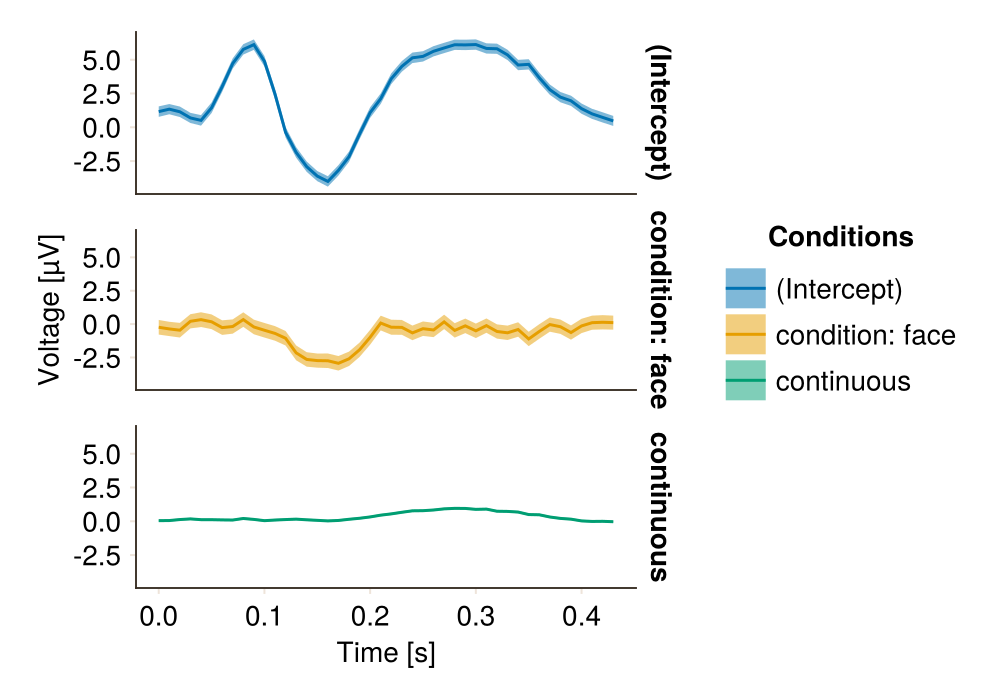 5.0
2.5
0.0
-2.5
(Intercept)
Voltage [µV]
5.0
2.5
0.0
-2.5
condition: face
5.0
2.5
0.0
-2.5
continuous
0.0 0.1 0.2 0.3 0.4
Time [s]
Conditions
(Intercept)
condition: face
continuous